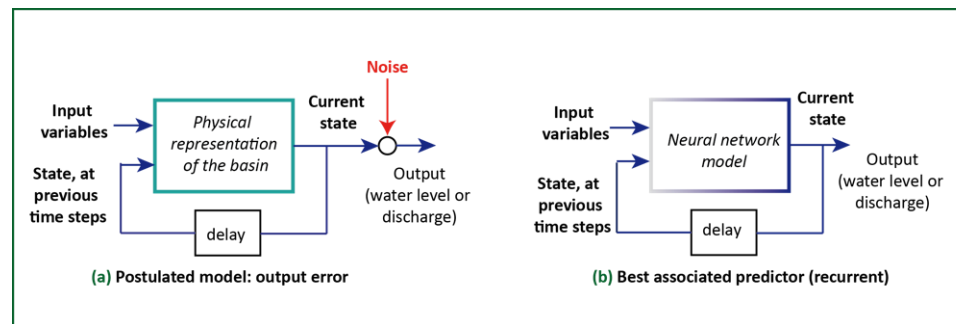 Noise
Input
variables
Physical
representation
of the basin
Current
state
Output
(water level or
discharge)
State, at
previous
time steps
delay
(a) Postulated model: output error
Input
variables
Neural network
model
Current
state
Output
(water level or
discharge)
State, at
previous
time steps
delay
(b) Best associated predictor (recurrent)